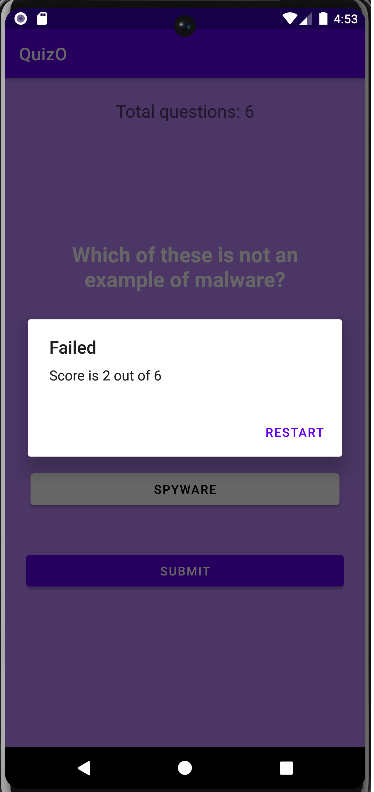 4:53
QuizO
Total questions: 6
Which of these is not an
example of malware?
Failed
Score is 2 out of 6
RESTART
SPYWARE
SUBMIT